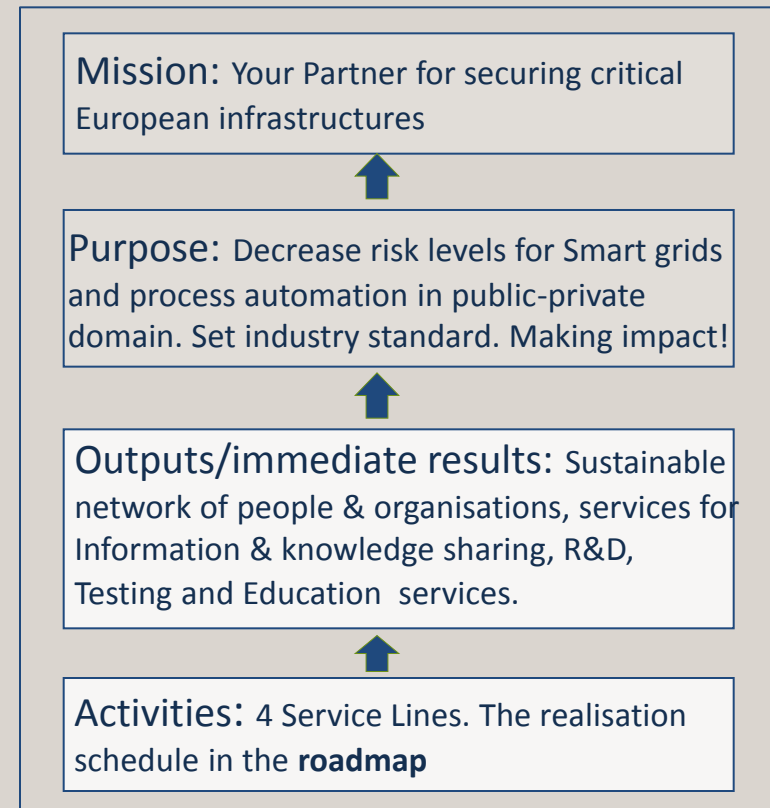 Mission: Your Partner for securing critical
European infrastructures
Purpose: Decrease risk levels for Smart grids
and process automation in public-private
domain. Set industry standard. Making impact!
Outputs/immediate results: Sustainable
network of people & organisations, services for
Information & knowledge sharing, R&D,
Testing and Education services.
Activities: 4 Service Lines. The realisation
schedule in the roadmap